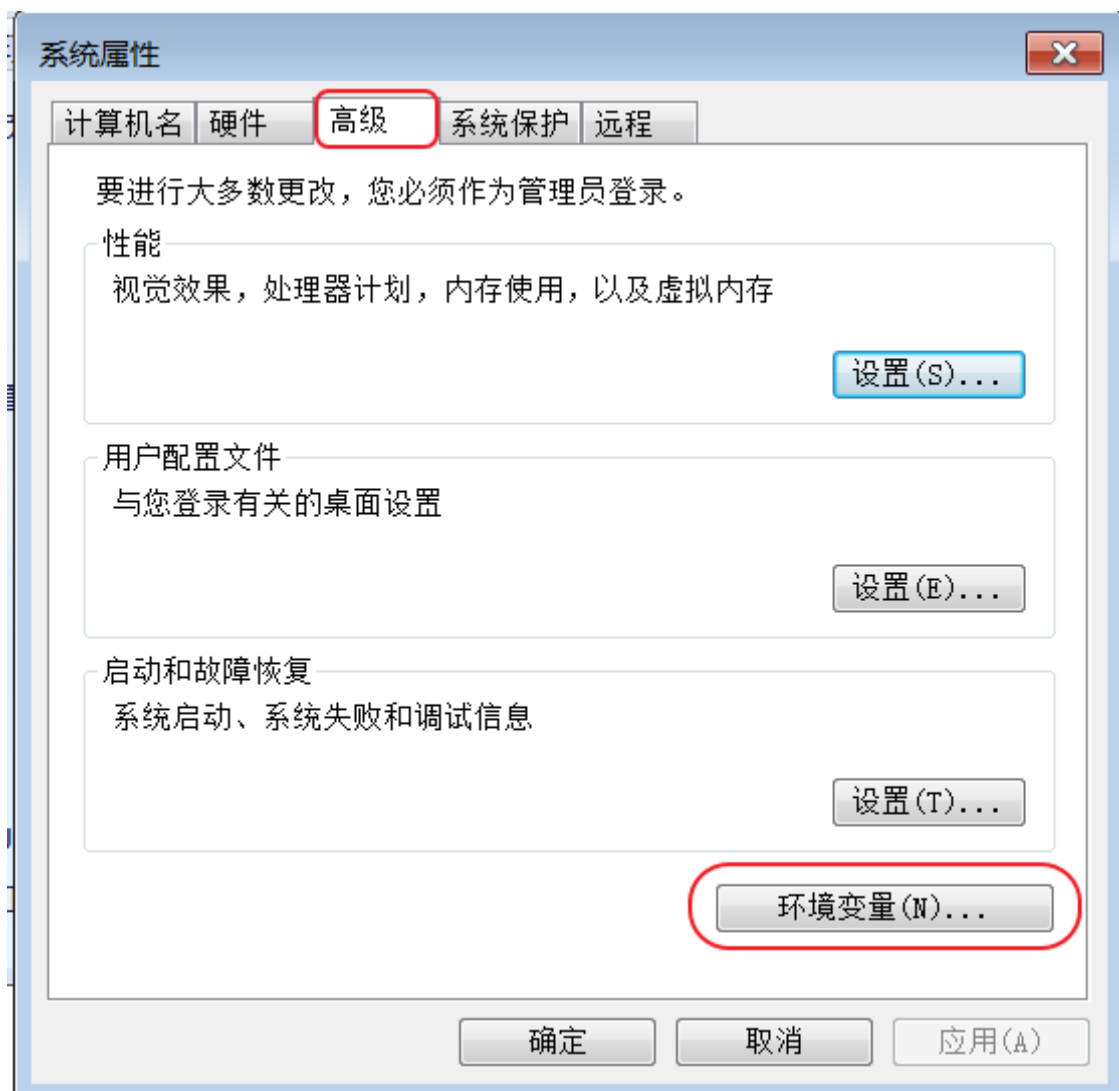 系统属性
计算机名 硬件 高级 系统保护 远程
要进行大多数更改，您必须作为管理员登录。
性能
视觉效果，处理器计划，内存使用，以及虚拟内存
设置(S)...
用户配置文件
与您登录有关的桌面设置
设置(E)...
启动和故障恢复
系统启动、系统失败和调试信息
设置(T)...
环境变量(N)...
确定 取消 应用(A)